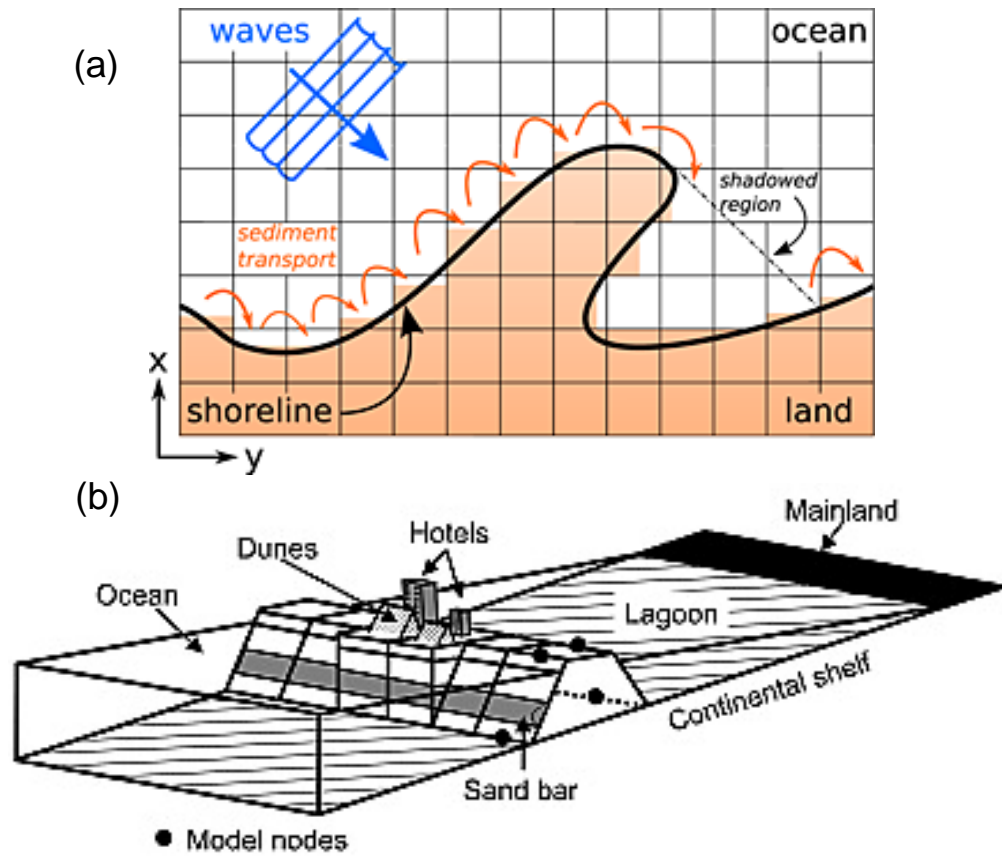 (a)
waves
ocean
sediment
transport
shadowed
region
x
shoreline
land
y
(b)
Hotels
Mainland
Dunes
Ocean
Lagoon
Continental shelf
Sand bar
Model nodes